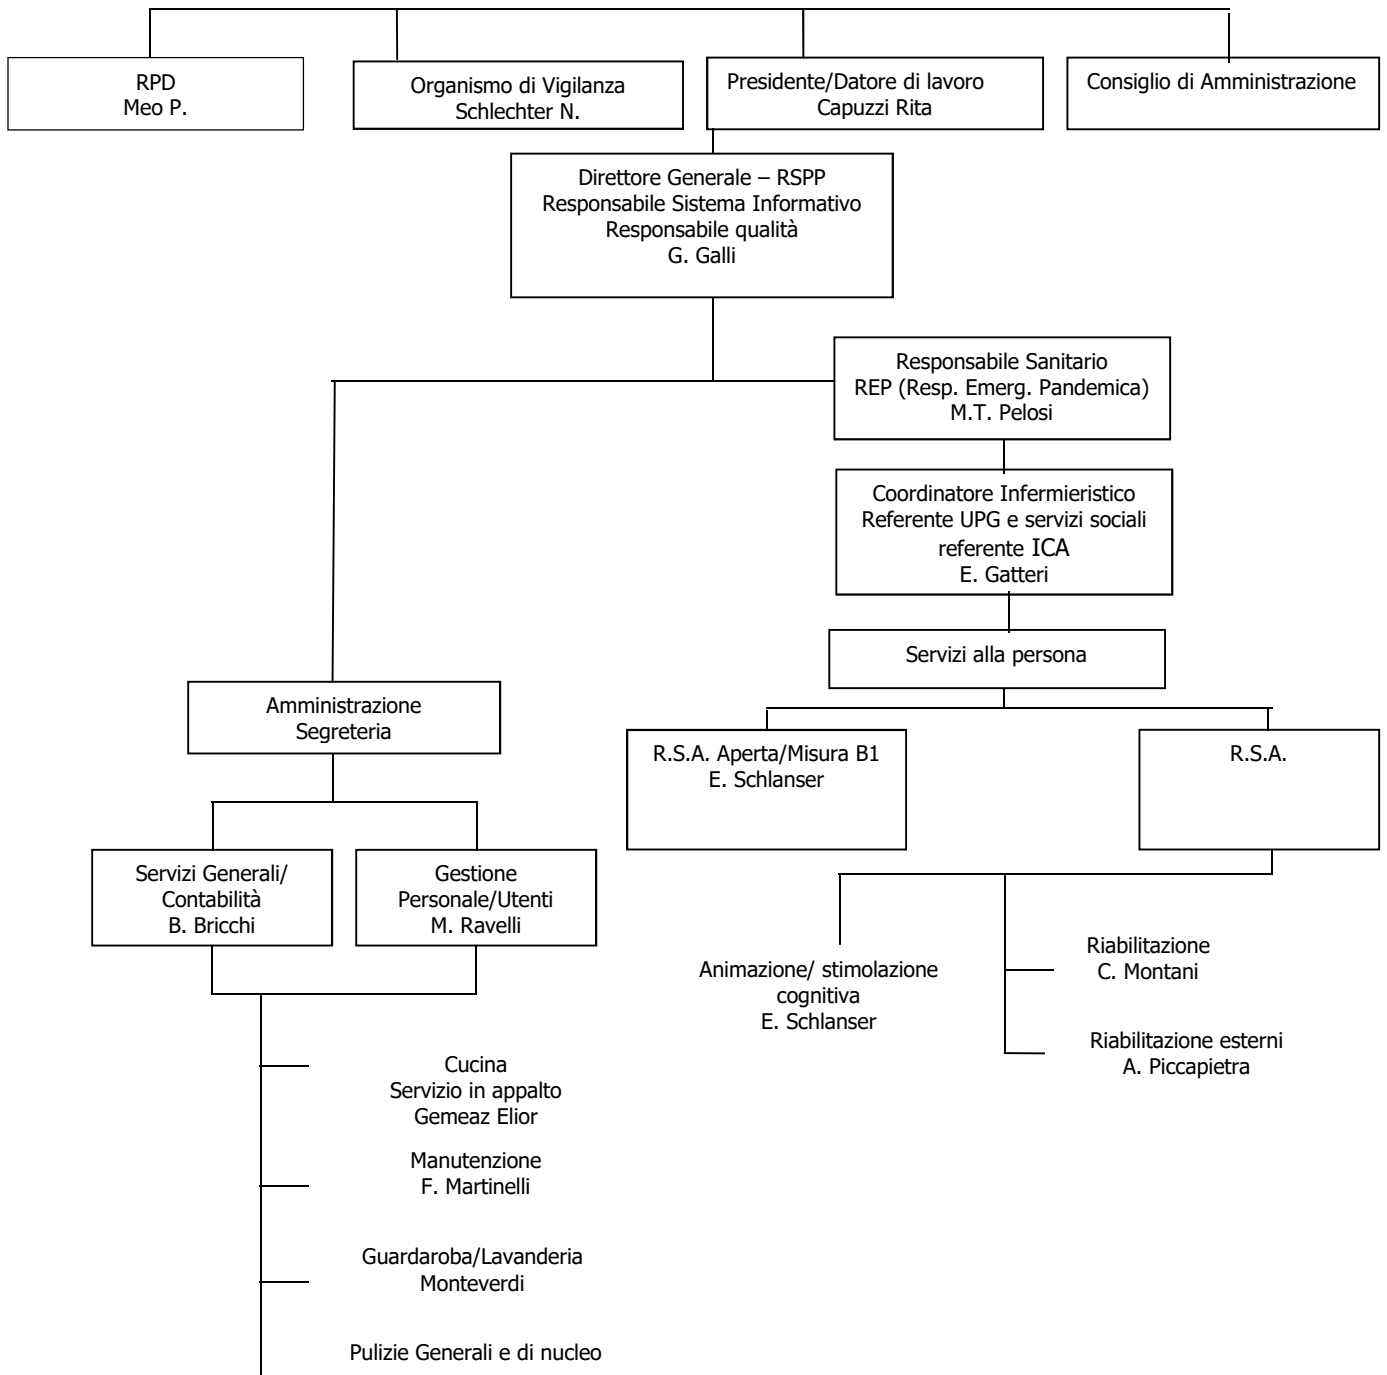 RPD
Meo P.
Organismo di Vigilanza
Schlechter N.
Presidente/Datore di lavoro
Capuzzi Rita
Consiglio di Amministrazione
Direttore Generale – RSPP
Responsabile Sistema Informativo
Responsabile qualità
G. Galli
Responsabile Sanitario
REP (Resp. Emerg. Pandemica)
M.T. Pelosi
Coordinatore Infermieristico
Referente UPG e servizi sociali
referente ICA
E. Gatteri
Servizi alla persona
Amministrazione
Segreteria
R.S.A. Aperta/Misura B1
E. Schlanser
R.S.A.
Servizi Generali/
Contabilità
B. Bricchi
Gestione
Personale/Utenti
M. Ravelli
Animazione/ stimolazione
cognitiva
E. Schlanser
Riabilitazione
C. Montani
Riabilitazione esterni
A. Piccapietra
Cucina
Servizio in appalto
Gemeaz Elior
Manutenzione
F. Martinelli
Guardaroba/Lavanderia
Monteverdi
Pulizie Generali e di nucleo